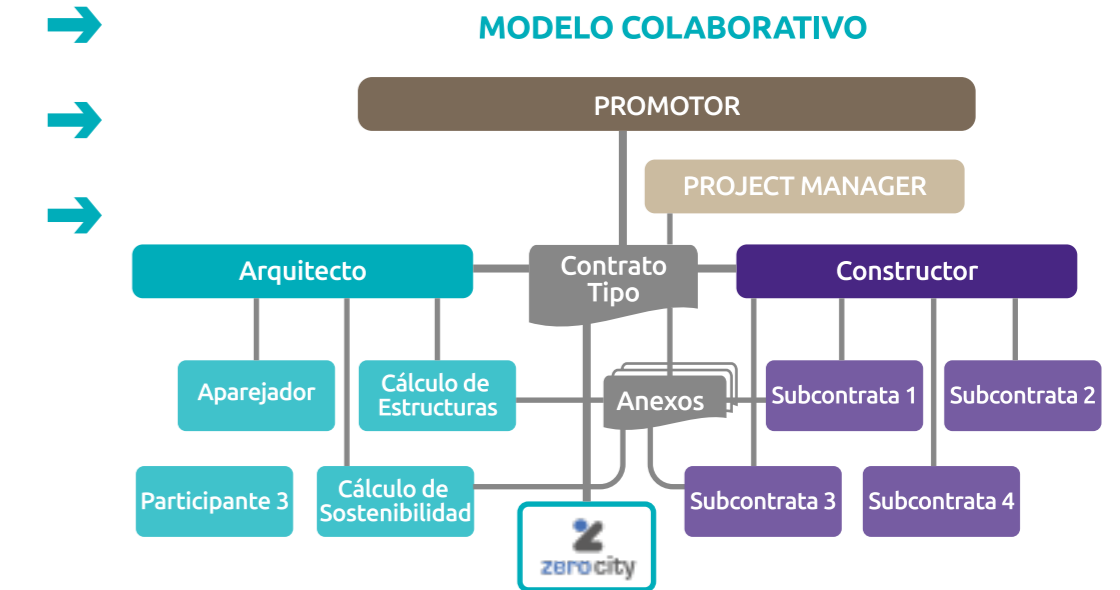 MODELO COLABORATIVO
PROMOTOR
PROJECT MANAGER
Arquitecto
Contrato
Tipo
Constructor
Aparejador
Cálculo de
Estructuras
Anexos
Subcontrata 1
Subcontrata 2
Participante 3
Cálculo de
Sostenibilidad
Subcontrata 3
Subcontrata 4
zerocity